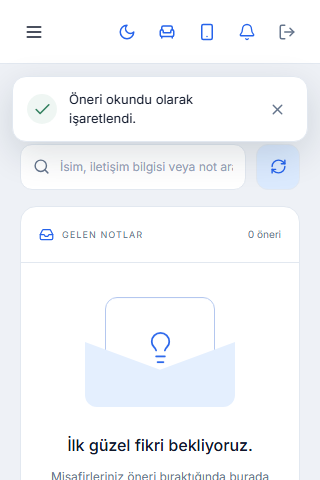 Öneri okundu olarak
işaretlendi.
İsim, iletişim bilgisi veya not ara
GELEN NOTLAR
0 öneri
İlk güzel fikri bekliyoruz.
Misafirleriniz öneri bıraktığında burada